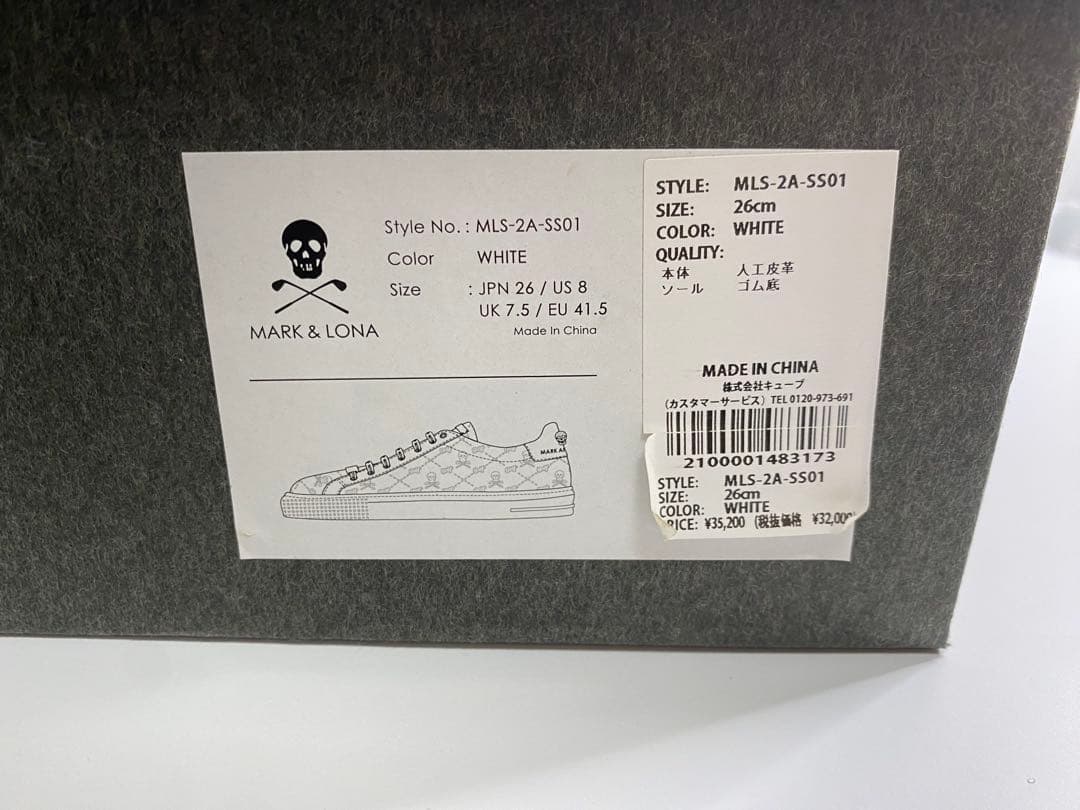 MARK & LONA
Style No. : MLS-2A-SS01
Color WHITE
Size : JPN 26 / US 8
UK 7.5 / EU 41.5
Made In China
MARK
STYLE: MLS-2A-SS01
SIZE: 26cm
COLOR: WHITE
QUALITY:
本体 人工皮革
ソール ゴム底
MADE IN CHINA
株式会社キューブ
(カスタマーサービス) TEL 0120-973-691
2100001483173
STYLE: MLS-2A-SS01
SIZE: 26cm
COLOR: WHITE
RICE: ¥35,200 (税抜価格 ¥32,000